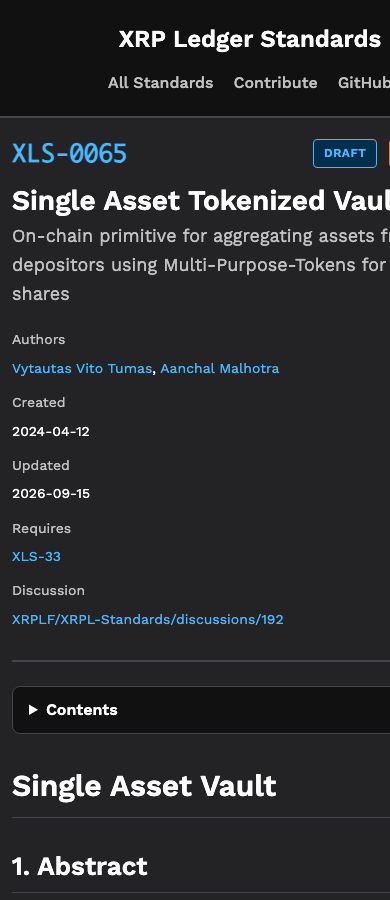 XRP Ledger Standards
All Standards Contribute GitHub
XLS-0065 DRAFT
Single Asset Tokenized
On-chain primitive for aggregating assets
depositors using Multi-Purpose-Tokens for
shares
Authors
Vytautas Vito Tumas, Aanchal Malhotra
Created
2024-04-12
Updated
2026-09-15
Requires
XLS-33
Discussion
XRPLF/XRPL-Standards/discussions/192
Contents
Single Asset Vault
1. Abstract